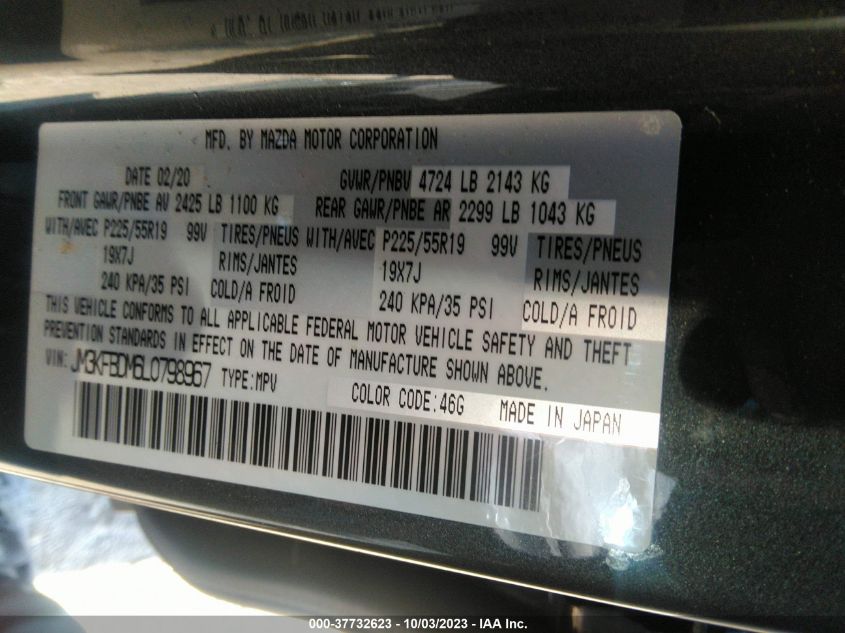 MFD. BY MAZDA MOTOR CORPORATION
DATE 02/20 GVWR/PNBV 4724 LB 2143 KG
FRONT GAWR/PNBE AV 2425 LB 1100 KG REAR GAWR/PNBE AR 2299 LB 1043 KG
WITH/AVEC P225/55R19 99V TIRES/PNEUS WITH/AVEC P225/55R19 99V TIRES/PNEUS
19X7J RIMS/JANTES 19X7J RIMS/JANTES
240 KPA/35 PSI COLD/A FROID 240 KPA/35 PSI COLD/A FROID
THIS VEHICLE CONFORMS TO ALL APPLICABLE FEDERAL MOTOR VEHICLE SAFETY AND THEFT
PREVENTION STANDARDS IN EFFECT ON THE DATE OF MANUFACTURE SHOWN ABOVE.
VIN: JM3KFBDM6L0798967 TYPE:MPV COLOR CODE:46G MADE IN JAPAN
000-37732623 - 10/03/2023 - IAA Inc.